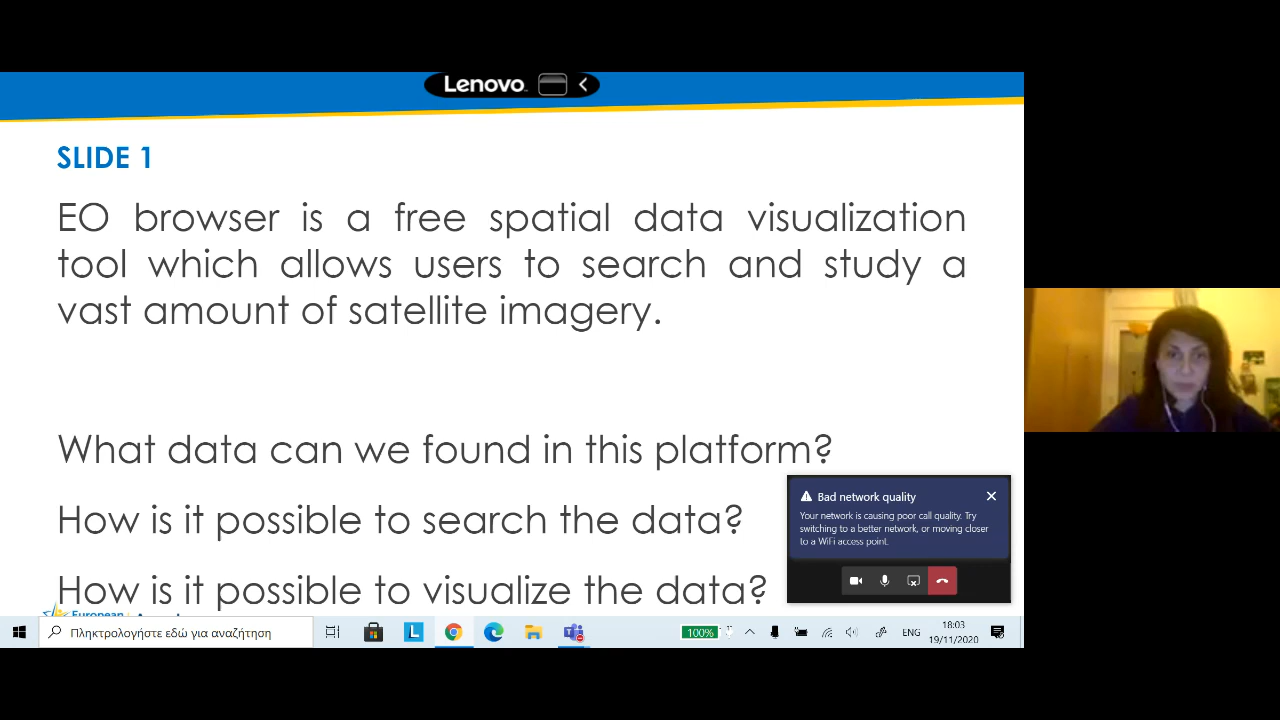 Lenovo
SLIDE 1
EO browser is a free spatial data visualization
tool which allows users to search and study a
vast amount of satellite imagery.
What data can we found in this platform?
How is it possible to search the data?
How is it possible to visualize the data?
Bad network quality
Your network is causing poor call quality. Try
switching to a better network, or moving closer
to a WiFi access point.
European
Πληκτρολογήστε εδώ για αναζήτηση
L
100%
ENG
18:03
19/11/2020